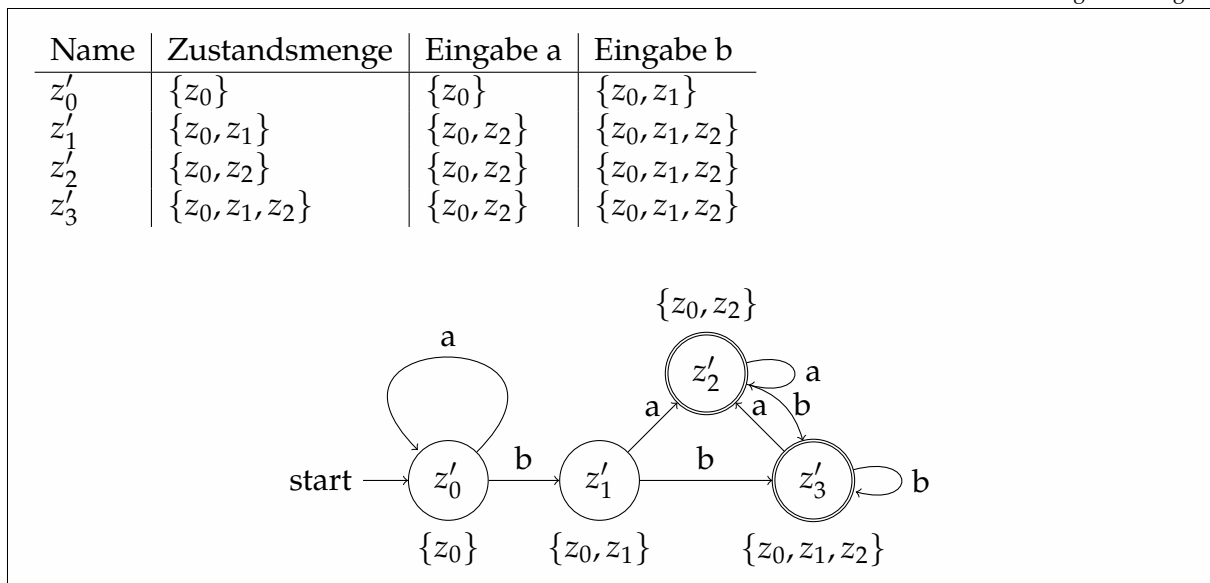 Name Zustandsmenge Eingabe a Eingabe b
z′0 {z0} {z0} {z0, z1}
z′1 {z0, z1} {z0, z2} {z0, z1, z2}
z′2 {z0, z2} {z0, z2} {z0, z1, z2}
z′3 {z0, z1, z2} {z0, z2} {z0, z1, z2}
{z0, z2}
a
z′2 a
a a b
start z′0 b z′1 b z′3 b
{z0} {z0, z1} {z0, z1, z2}